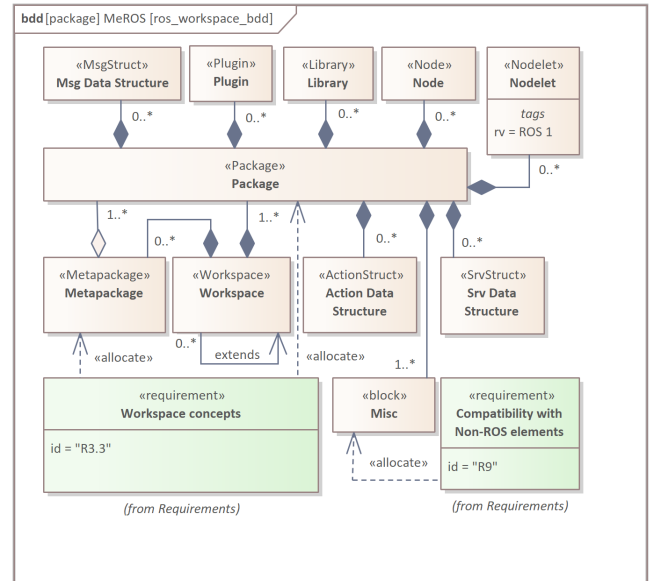 bdd [package] MeROS [ros_workspace_bdd]
«MsgStruct»
Msg Data Structure
«Plugin»
Plugin
«Library»
Library
«Node»
Node
«Nodelet»
Nodelet
tags
rv = ROS 1
0..*
0..*
0..*
0..*
0..*
«Package»
Package
1..*
0..*
1..*
0..*
0..*
«Metapackage»
Metapackage
«Workspace»
Workspace
«ActionStruct»
Action Data
Structure
«SrvStruct»
Srv Data
Structure
0..*
extends
«allocate»
«allocate»
1..*
«requirement»
Workspace concepts
id = "R3.3"
«block»
Misc
«requirement»
Compatibility with
Non-ROS elements
id = "R9"
«allocate»
(from Requirements)
(from Requirements)